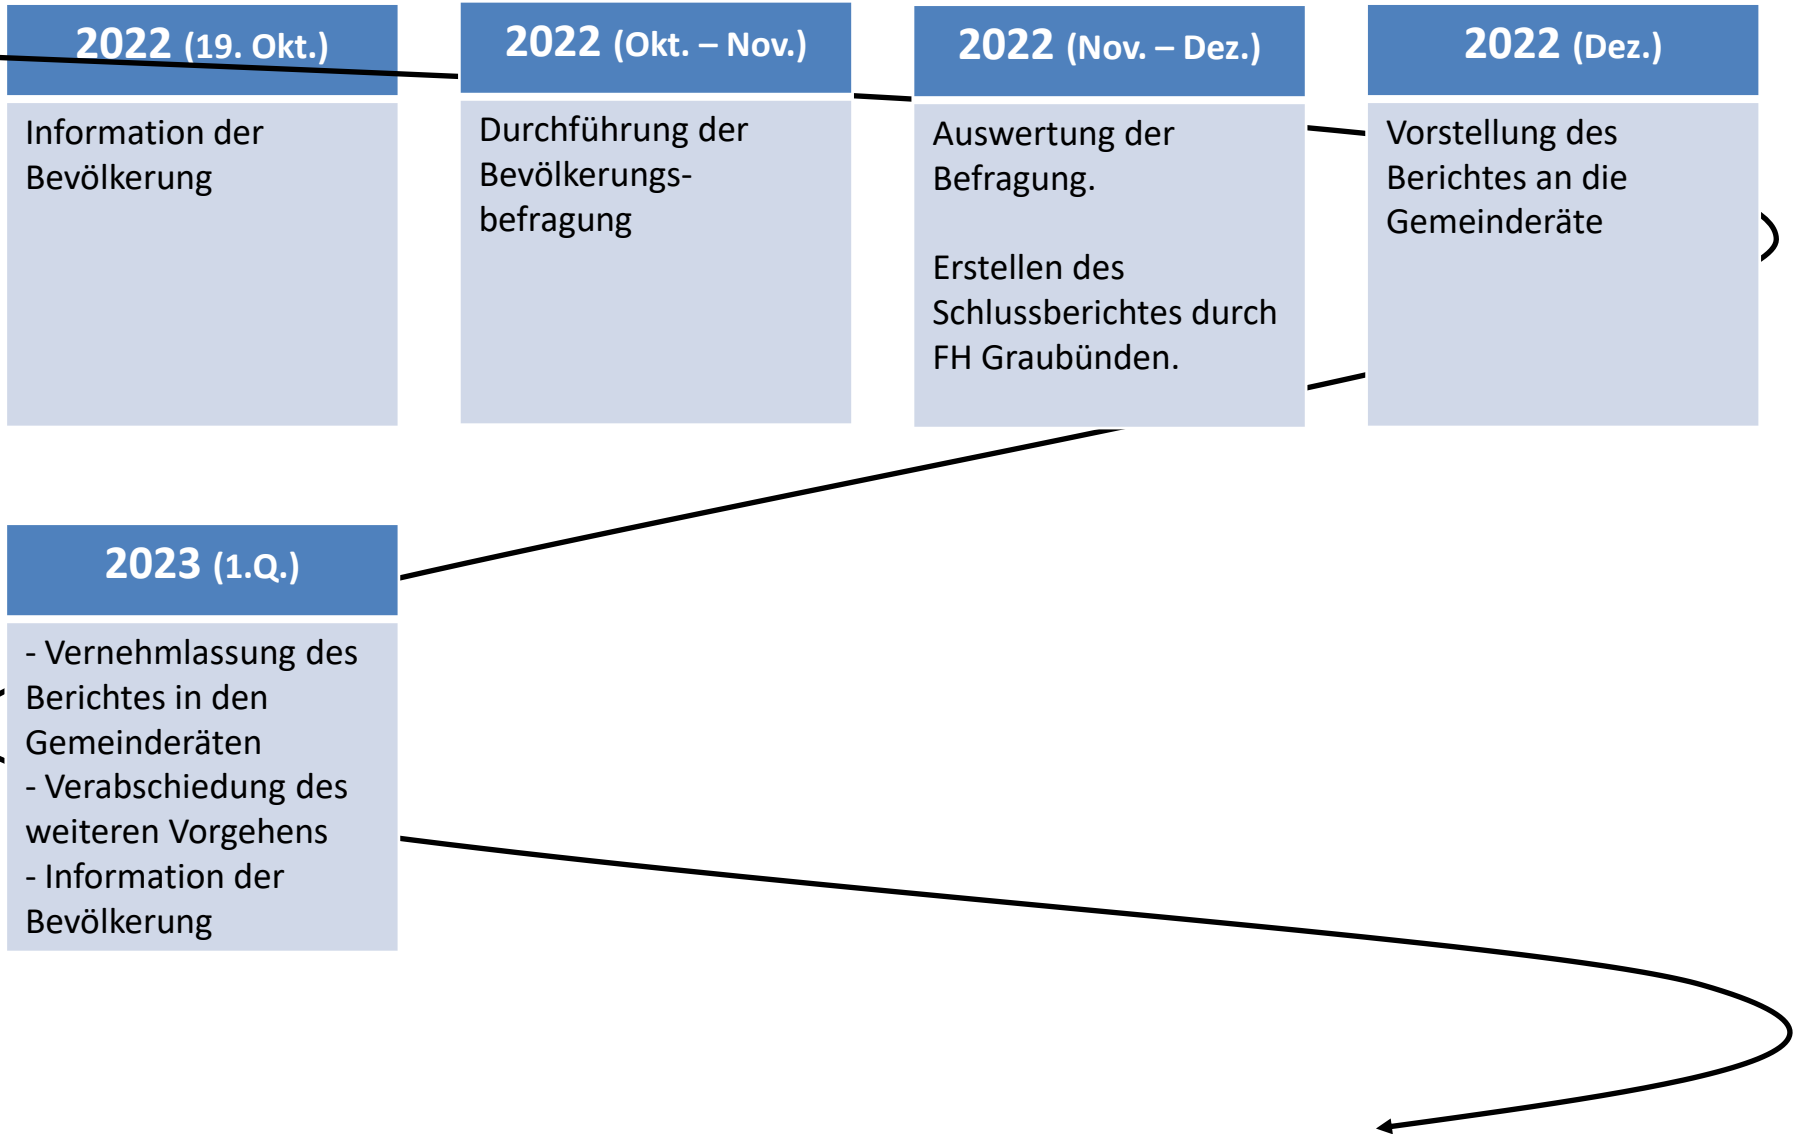 2022 (19. Okt.)
Information der
Bevölkerung
2022 (Okt. – Nov.)
Durchführung der
Bevölkerungs-
befragung
2022 (Nov. – Dez.)
Auswertung der
Befragung.
Erstellen des
Schlussberichtes durch
FH Graubünden.
2022 (Dez.)
Vorstellung des
Berichtes an die
Gemeinderäte
2023 (1.Q.)
- Vernehmlassung des
Berichtes in den
Gemeinderäten
- Verabschiedung des
weiteren Vorgehens
- Information der
Bevölkerung